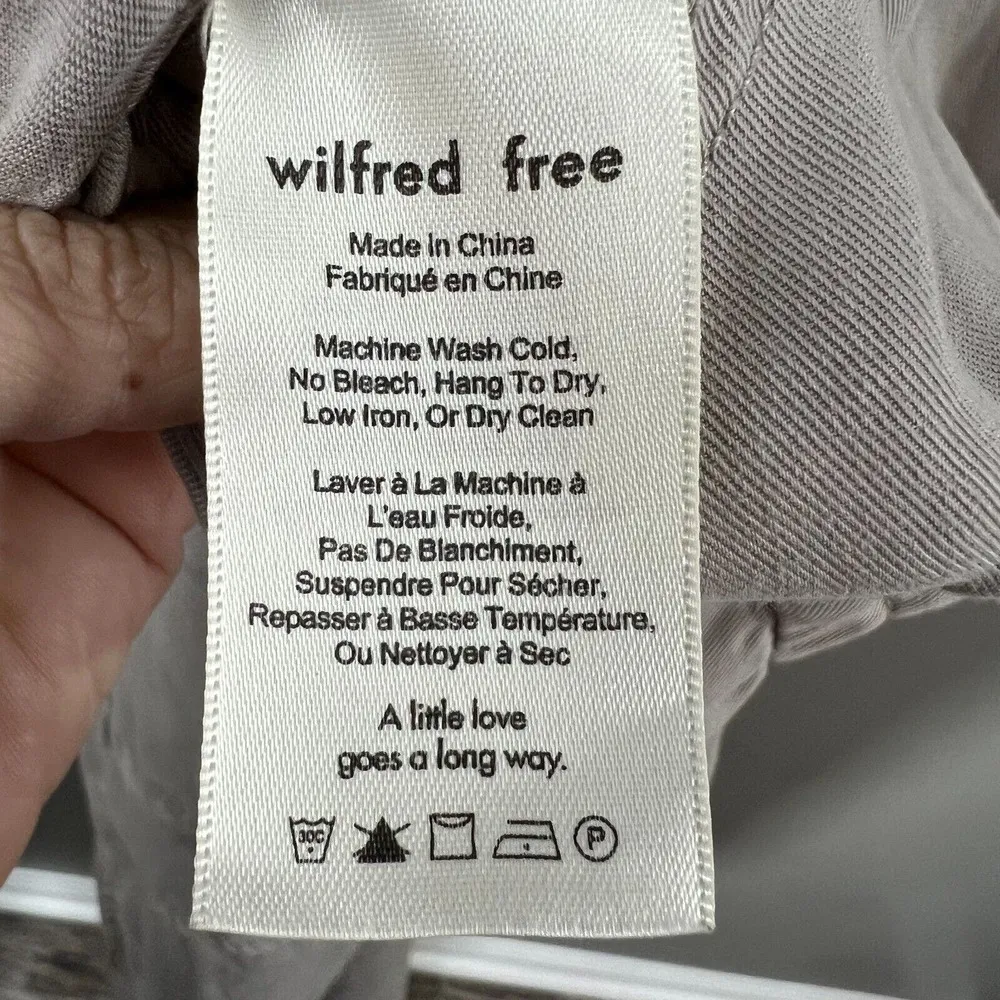 wilfred free
Made In China
Fabriqué en Chine
Machine Wash Cold,
No Bleach, Hang To Dry,
Low Iron, Or Dry Clean
Laver à La Machine à
L'eau Froide,
Pas De Blanchiment,
Suspendre Pour Sécher,
Repasser à Basse Température,
Ou Nettoyer à Sec
A little love
goes a long way.
30C P